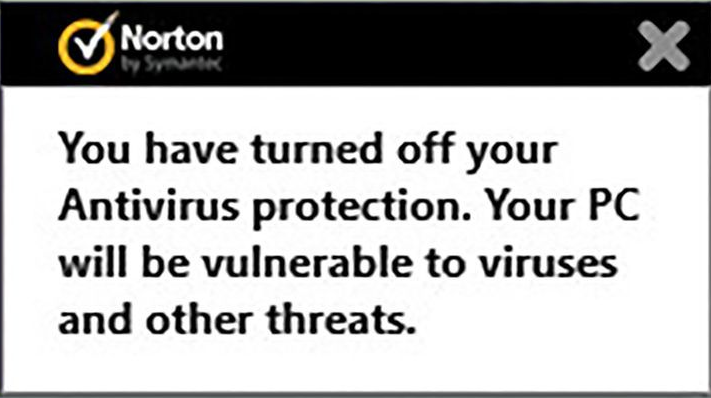 Norton
by Symantec
You have turned off your
Antivirus protection. Your PC
will be vulnerable to viruses
and other threats.